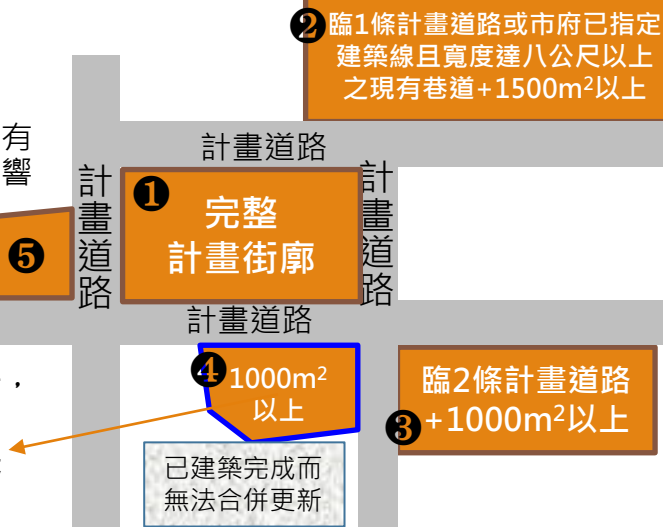 ❷臨1條計畫道路或市府已指定
建築線且寬度達八公尺以上
之現有巷道+1500m²以上
有
響
計畫道路
計畫道路
❶
完整
計畫街廓
計畫道路
❺
計畫道路
❹1000m²
以上
臨2條計畫道路
❸+1000m²以上
，
已建築完成而
無法合併更新